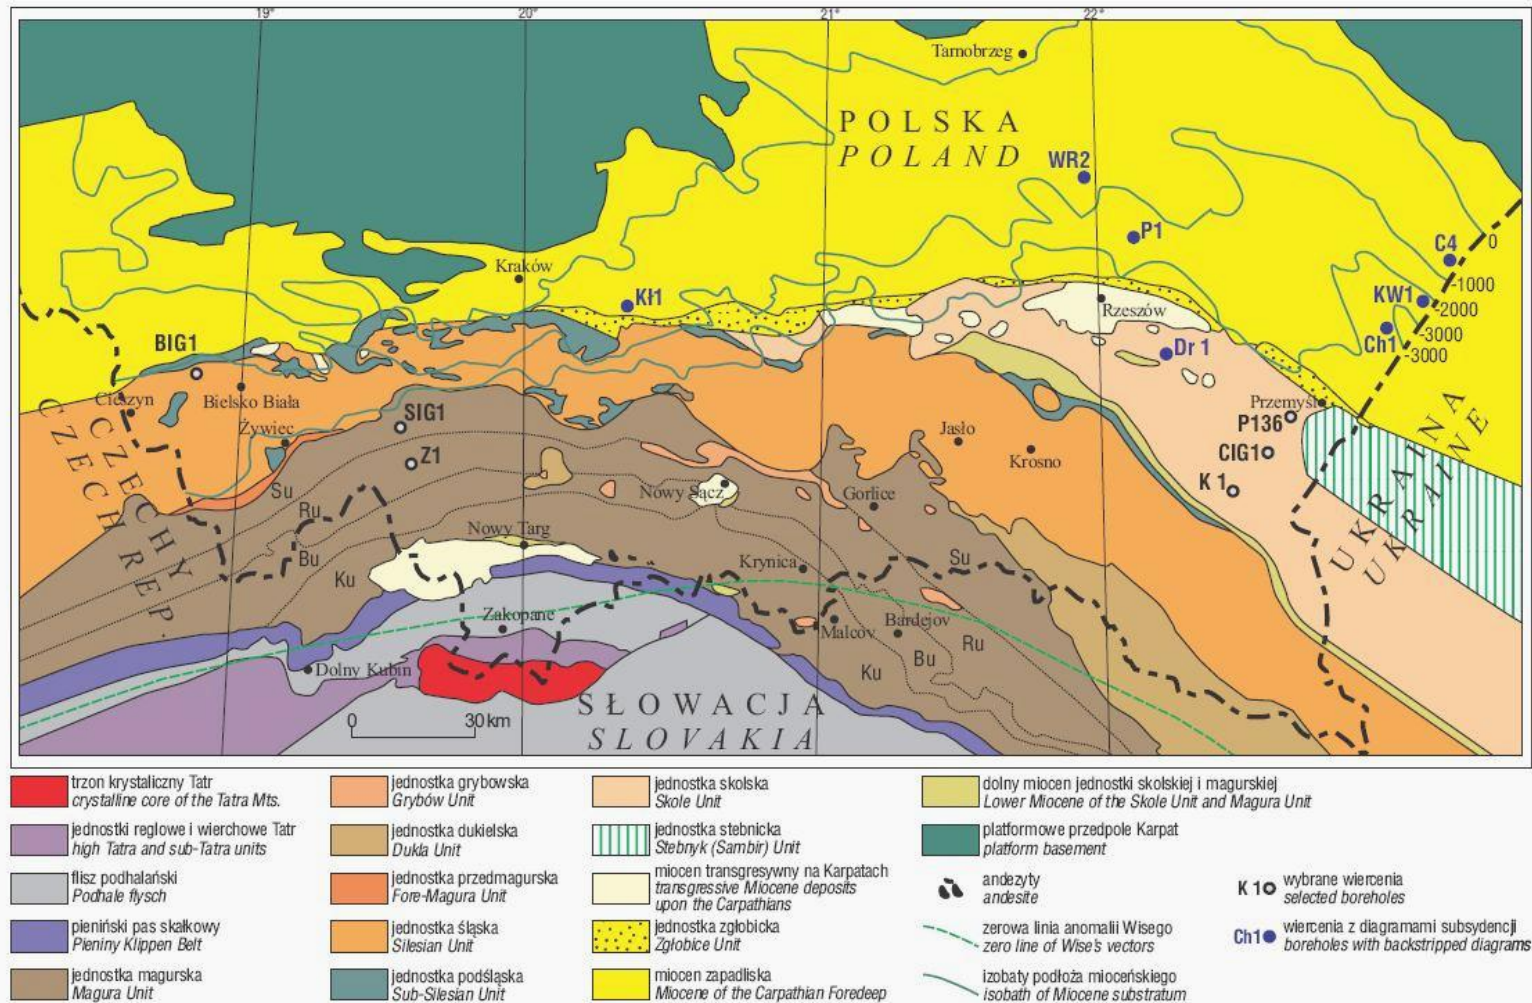 19° 20° 21° 22°
Tarnobrzeg
POLSKA
POLAND
WR2
P1
C4
0
-1000
KW1
-2000
-3000
Ch1
-3000
Kraków
Kł1
Rzeszów
Dr 1
BIG1
Cieszyn
Bielsko Biała
Żywiec
SIG1
Z1
Jasło
Krosno
Przemyśl
P136
CIG1
K 1
CZECHY
CZECH REP.
UKRAINA
UKRAINE
Su
Ru
Bu
Ku
Nowy Sącz
Gorlice
Nowy Targ
Krynica
Su
Zakopane
Malcov
Bardejov
Ru
Bu
Ku
Dolny Kubin
0 30 km
SŁOWACJA
SLOVAKIA
trzon krystaliczny Tatr
crystalline core of the Tatra Mts.
jednostki reglowe i wierchowe Tatr
high Tatra and sub-Tatra units
flisz podhalański
Podhale flysch
pieniński pas skałkowy
Pieniny Klippen Belt
jednostka magurska
Magura Unit
jednostka grybowska
Grybów Unit
jednostka dukielska
Dukla Unit
jednostka przedmagurska
Fore-Magura Unit
jednostka śląska
Silesian Unit
jednostka podśląska
Sub-Silesian Unit
jednostka skolska
Skole Unit
jednostka stebnicka
Stebnyk (Sambir) Unit
miocen transgresywny na Karpatach
transgressive Miocene deposits
upon the Carpathians
jednostka zgłobicka
Zgłobice Unit
miocen zapadliska
Miocene of the Carpathian Foredeep
dolny miocen jednostki skolskiej i magurskiej
Lower Miocene of the Skole Unit and Magura Unit
platformowe przedpole Karpat
platform basement
andezyty
andesite
zerowa linia anomalii Wisego
zero line of Wise's vectors
izobaty podłoża mioceńskiego
isobath of Miocene substratum
K 1 wybrane wiercenia
selected boreholes
Ch1 wiercenia z diagramami subsydencji
boreholes with backstripped diagrams